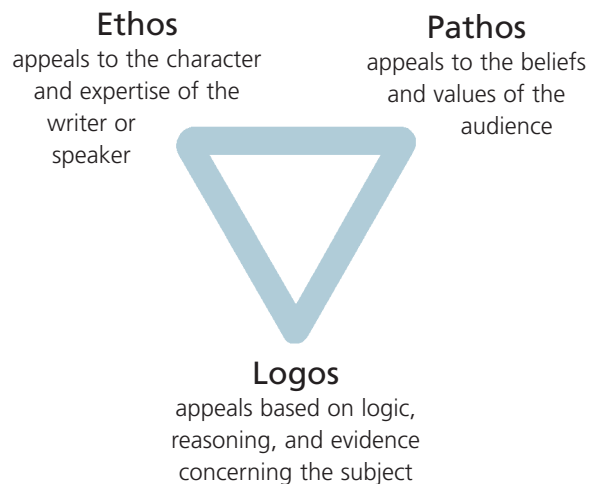 Ethos
appeals to the character
and expertise of the
writer or
speaker
Pathos
appeals to the beliefs
and values of the
audience
Logos
appeals based on logic,
reasoning, and evidence
concerning the subject